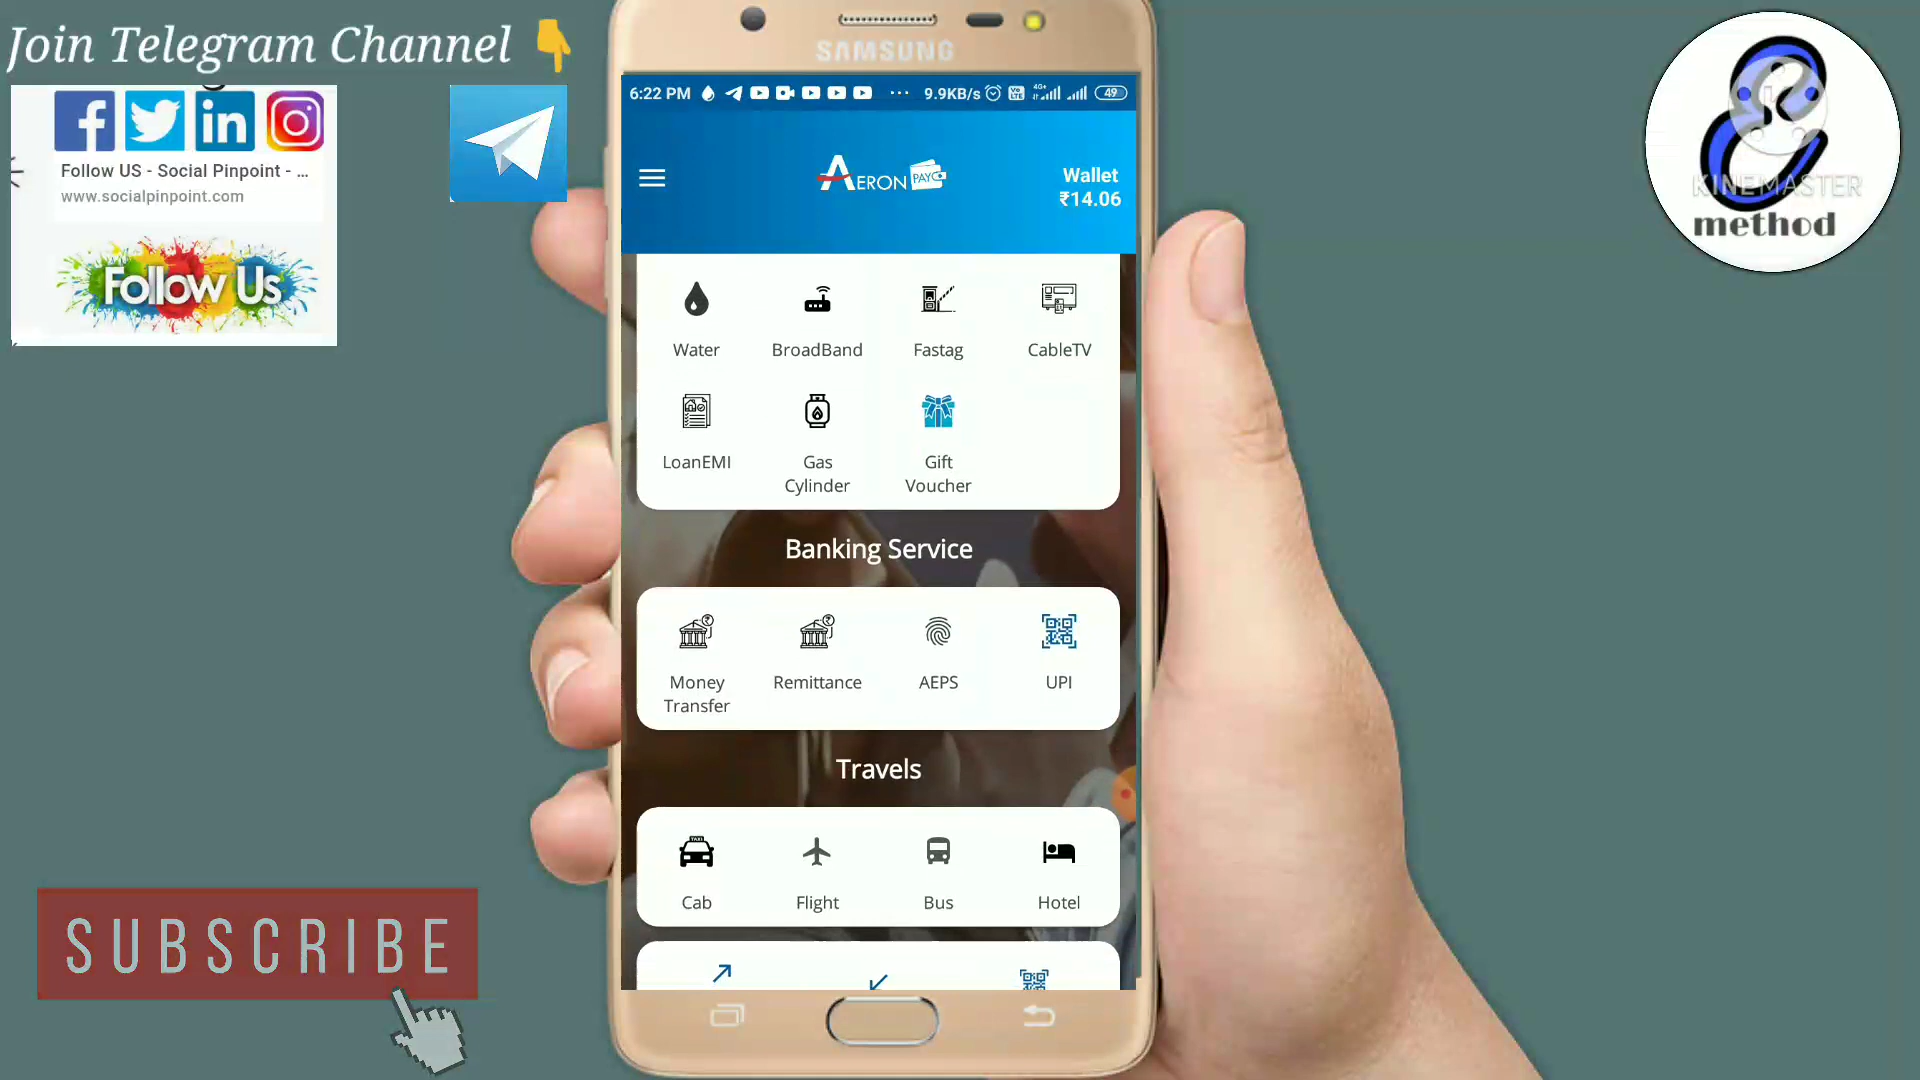 Join Telegram Channel 👇
Follow US - Social Pinpoint - ...
www.socialpinpoint.com
Follow Us
SUBSCRIBE
SAMSUNG
6:22 PM
9.9KB/s
4G+
49
AERON PAY
Wallet
₹14.06
Water
BroadBand
Fastag
CableTV
LoanEMI
Gas
Cylinder
Gift
Voucher
Banking Service
Money
Transfer
Remittance
AEPS
UPI
Travels
TAXI
Cab
Flight
Bus
Hotel
K
KINEMASTER
method